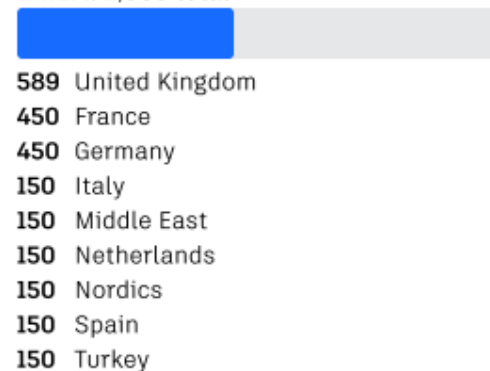 589 United Kingdom
450 France
450 Germany
150 Italy
150 Middle East
150 Netherlands
150 Nordics
150 Spain
150 Turkey